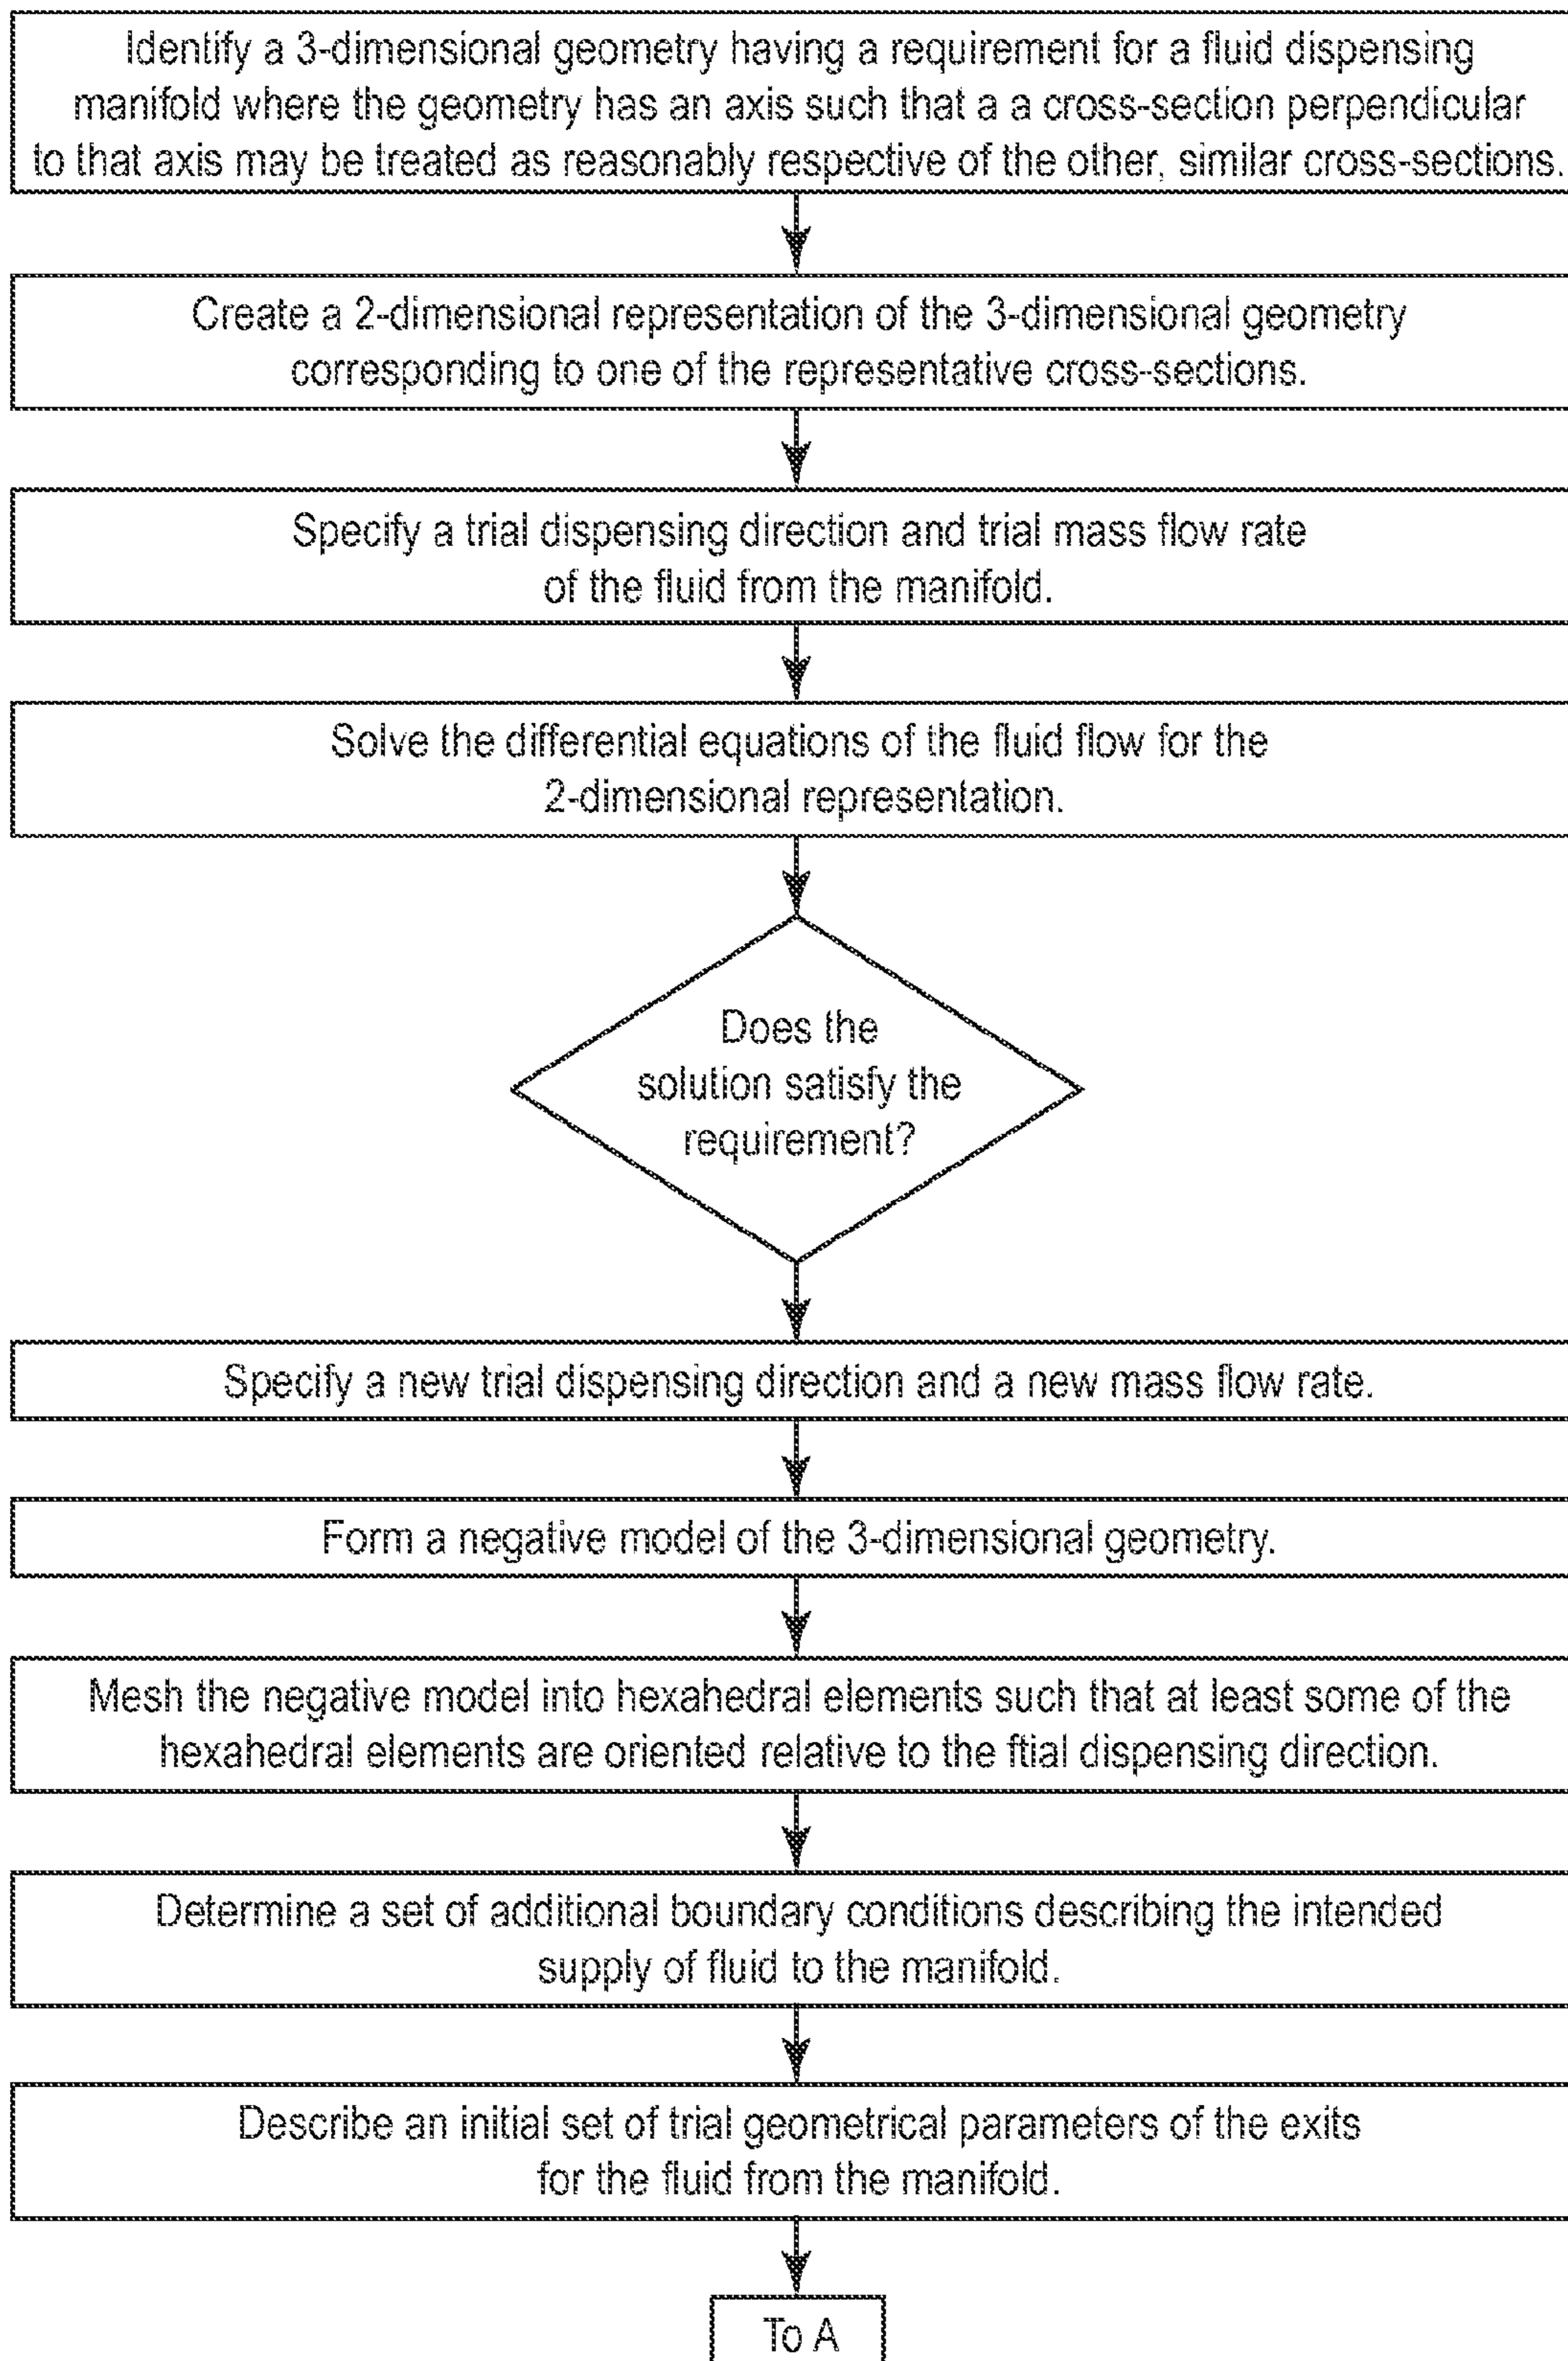 Identify a 3-dimensional geometry having a requirement for a fluid dispensing
manifold where the geometry has an axis such that a a cross-section perpendicular
to that axis may be treated as reasonably respective of the other, similar cross-sections.
Create a 2-dimensional representation of the 3-dimensional geometry
corresponding to one of the representative cross-sections.
Specify a trial dispensing direction and trial mass flow rate
of the fluid from the manifold.
Solve the differential equations of the fluid flow for the
2-dimensional representation.
Does the
solution satisfy the
requirement?
Specify a new trial dispensing direction and a new mass flow rate.
Form a negative model of the 3-dimensional geometry.
Mesh the negative model into hexahedral elements such that at least some of the
hexahedral elements are oriented relative to the ftial dispensing direction.
Determine a set of additional boundary conditions describing the intended
supply of fluid to the manifold.
Describe an initial set of trial geometrical parameters of the exits
for the fluid from the manifold.
To A